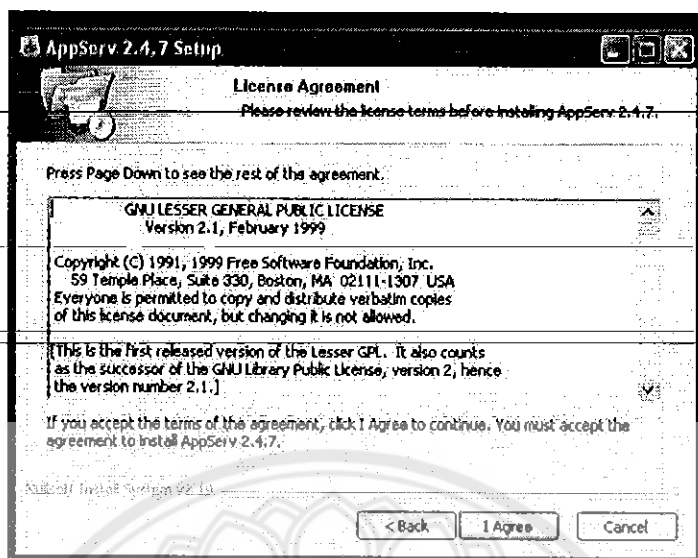 AppServ 2.4.7 Setup
License Agreement
Please review the license terms before installing AppServ 2.4.7.
Press Page Down to see the rest of the agreement.
GNU LESSER GENERAL PUBLIC LICENSE
Version 2.1, February 1999
Copyright (C) 1991, 1999 Free Software Foundation, Inc.
59 Temple Place, Suite 330, Boston, MA 02111-1307 USA
Everyone is permitted to copy and distribute verbatim copies
of this license document, but changing it is not allowed.
[This is the first released version of the Lesser GPL. It also counts
as the successor of the GNU Library Public License, version 2, hence
the version number 2.1.]
If you accept the terms of the agreement, click I Agree to continue. You must accept the
agreement to install AppServ 2.4.7.
Nullsoft Install System
< Back
I Agree
Cancel